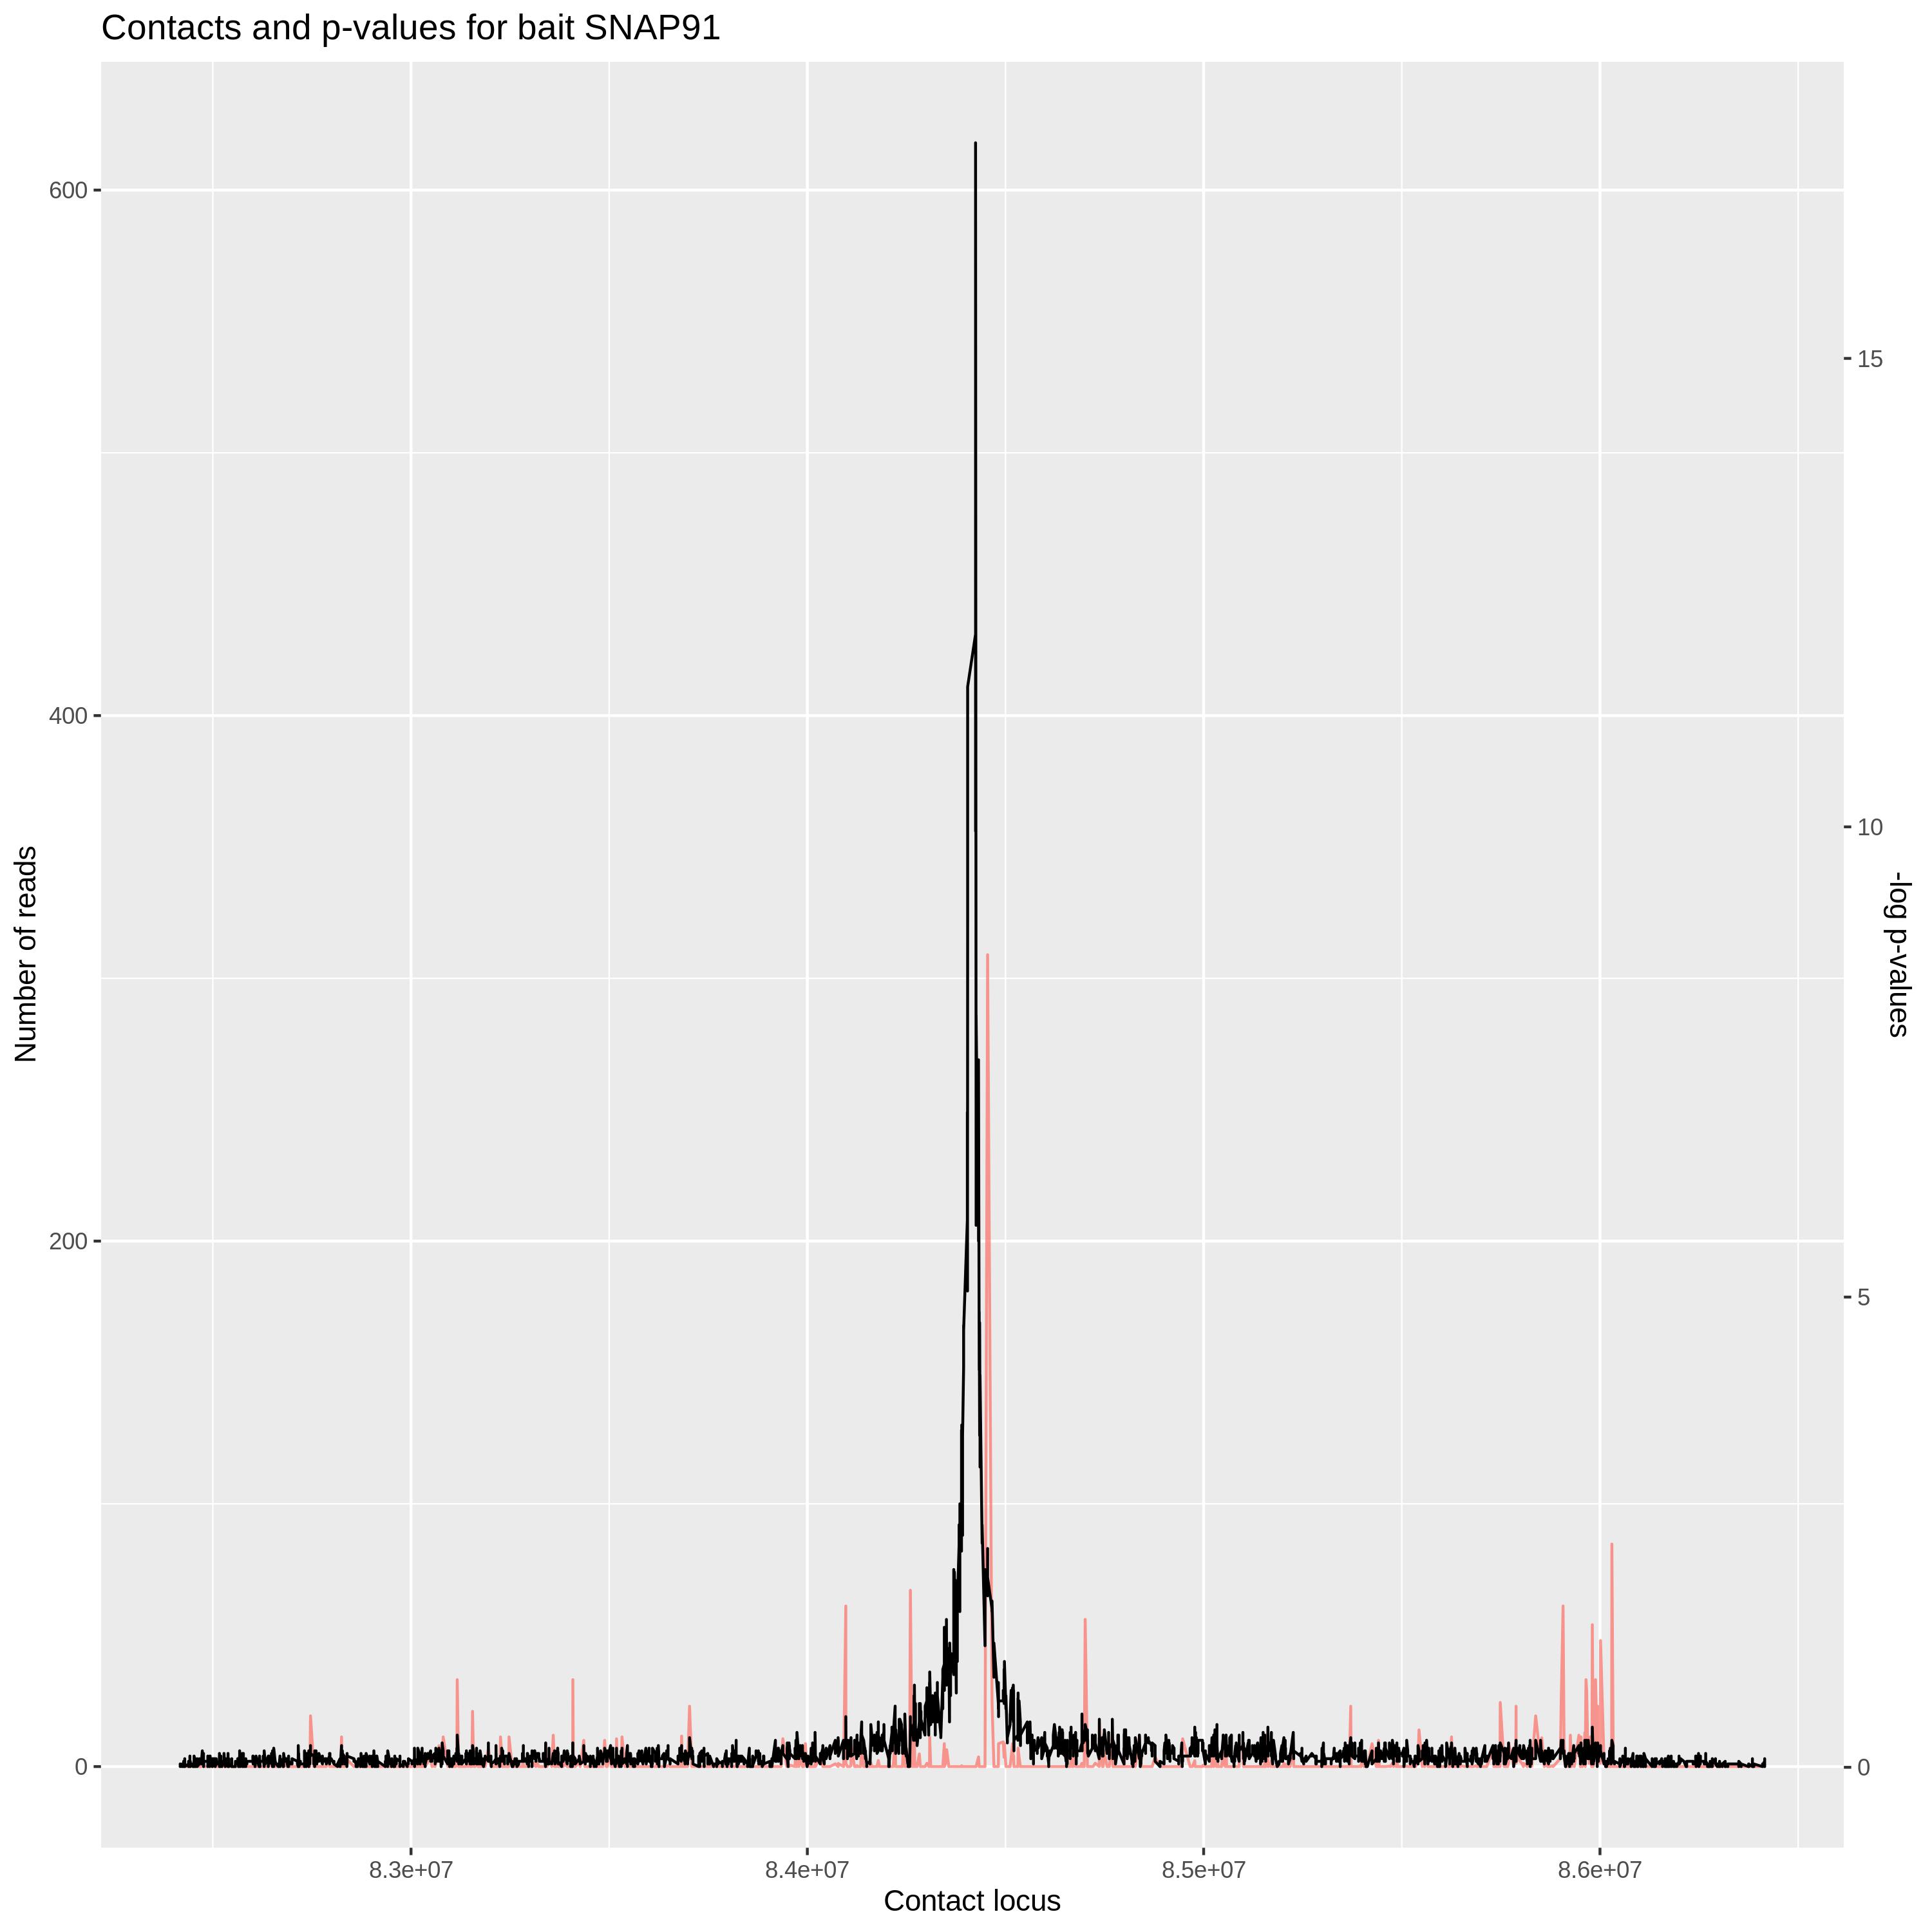 Contacts and p-values for bait SNAP91
600
400
200
0
Number of reads
15
10
5
0
-log p-values
8.3e+07 8.4e+07 8.5e+07 8.6e+07
Contact locus